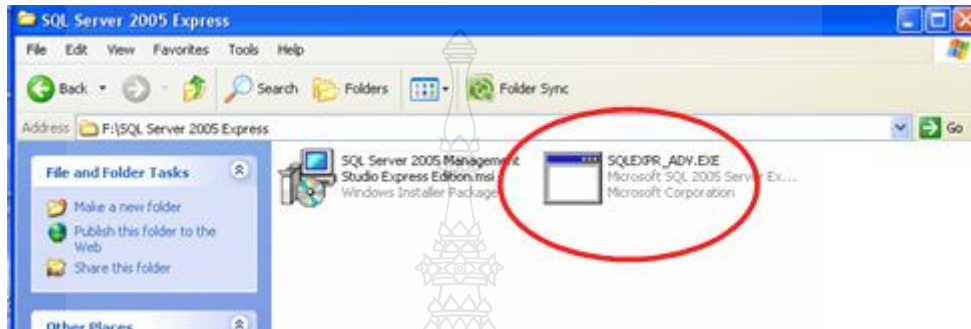 SQL Server 2005 Express
File Edit View Favorites Tools Help
Back Search Folders Folder Sync
Address F:\SQL Server 2005 Express Go
File and Folder Tasks
Make a new folder
Publish this folder to the
Web
Share this folder
Other Places
SQL Server 2005 Management
Studio Express Edition.msi
Windows Installer Package
SQLEXPR_ADV.EXE
Microsoft SQL 2005 Server Ex...
Microsoft Corporation